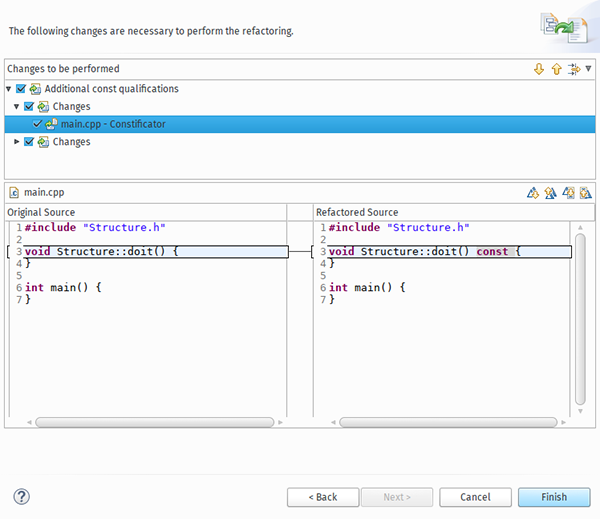 The following changes are necessary to perform the refactoring.
Changes to be performed
Additional const qualifications
Changes
main.cpp - Constificator
Changes
main.cpp
Original Source
Refactored Source
1 #include "Structure.h"
2
3 void Structure::doit() {
4 }
5
6 int main() {
7 }
1 #include "Structure.h"
2
3 void Structure::doit() const {
4 }
5
6 int main() {
7 }
?
< Back
Next >
Cancel
Finish